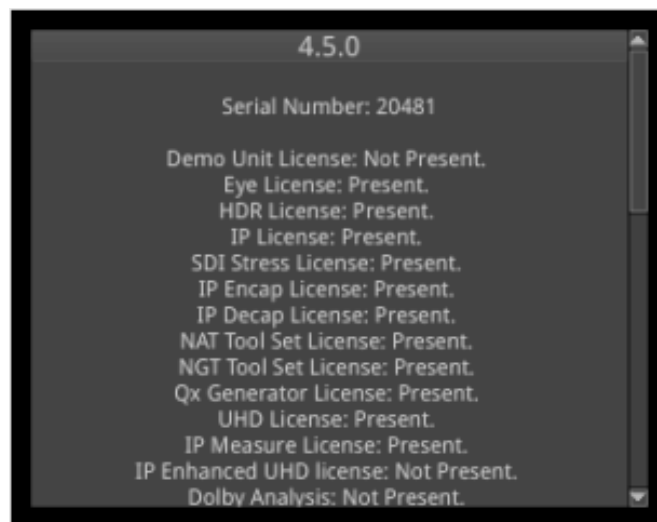 4.5.0
Serial Number: 20481
Demo Unit License: Not Present.
Eye License: Present.
HDR License: Present.
IP License: Present.
SDI Stress License: Present.
IP Encap License: Present.
IP Decap License: Present.
NAT Tool Set License: Present.
NGT Tool Set License: Present.
Qx Generator License: Present.
UHD License: Present.
IP Measure License: Present.
IP Enhanced UHD license: Not Present.
Dolby Analysis: Not Present.